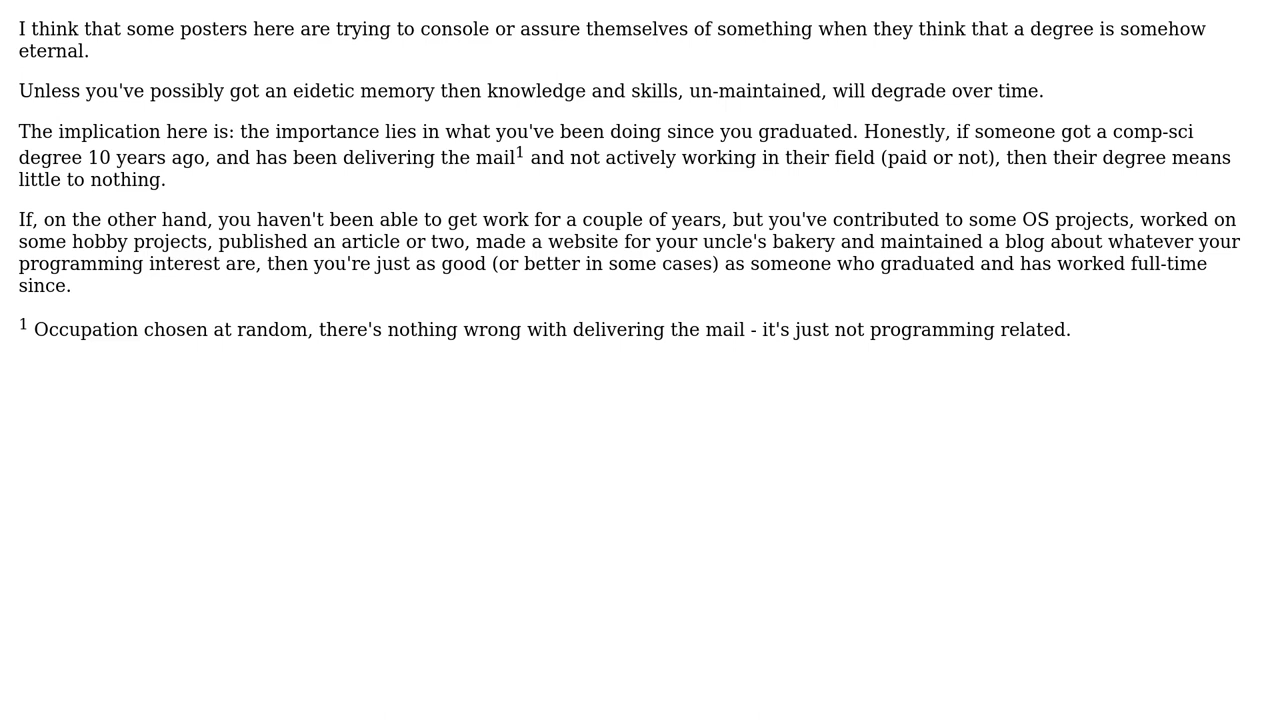 I think that some posters here are trying to console or assure themselves of something when they think that a degree is somehow
eternal.
Unless you've possibly got an eidetic memory then knowledge and skills, un-maintained, will degrade over time.
The implication here is: the importance lies in what you've been doing since you graduated. Honestly, if someone got a comp-sci
degree 10 years ago, and has been delivering the mail1 and not actively working in their field (paid or not), then their degree means
little to nothing.
If, on the other hand, you haven't been able to get work for a couple of years, but you've contributed to some OS projects, worked on
some hobby projects, published an article or two, made a website for your uncle's bakery and maintained a blog about whatever your
programming interest are, then you're just as good (or better in some cases) as someone who graduated and has worked full-time
since.
1 Occupation chosen at random, there's nothing wrong with delivering the mail - it's just not programming related.